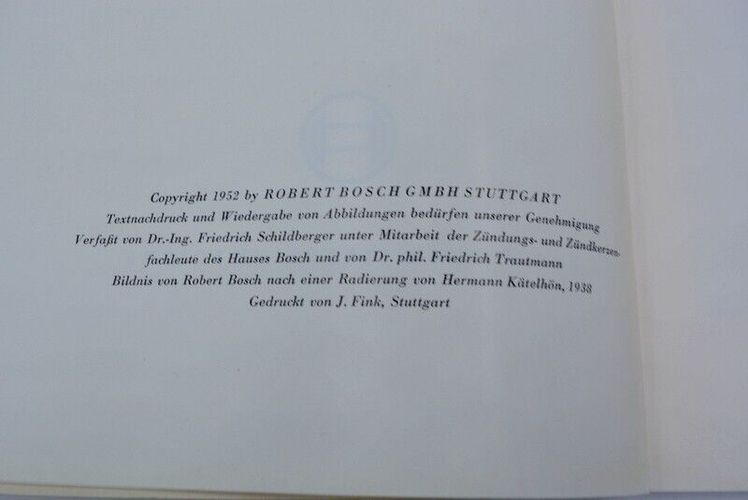 Copyright 1952 by ROBERT BOSCH GMBH STUTTGART
Textnachdruck und Wiedergabe von Abbildungen bedürfen unserer Genehmigung
Verfaßt von Dr.-Ing. Friedrich Schildberger unter Mitarbeit der Zündungs- und Zündkerzen-
fachleute des Hauses Bosch und von Dr. phil. Friedrich Trautmann
Bildnis von Robert Bosch nach einer Radierung von Hermann Kätelhön, 1938
Gedruckt von J. Fink, Stuttgart